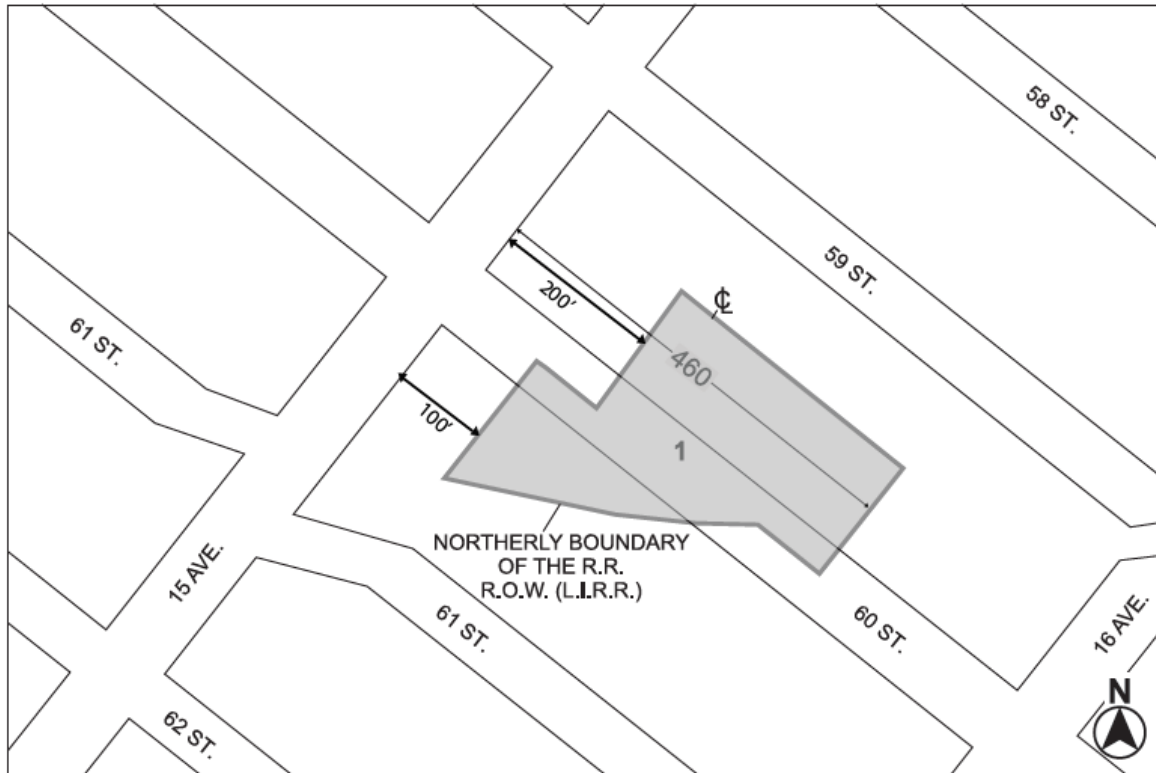 58 ST.
59 ST.
℄
200′
460
61 ST.
100′
1
NORTHERLY BOUNDARY
OF THE R.R.
R.O.W. (L.I.R.R.)
15 AVE.
61 ST.
60 ST.
16 AVE.
N
62 ST.